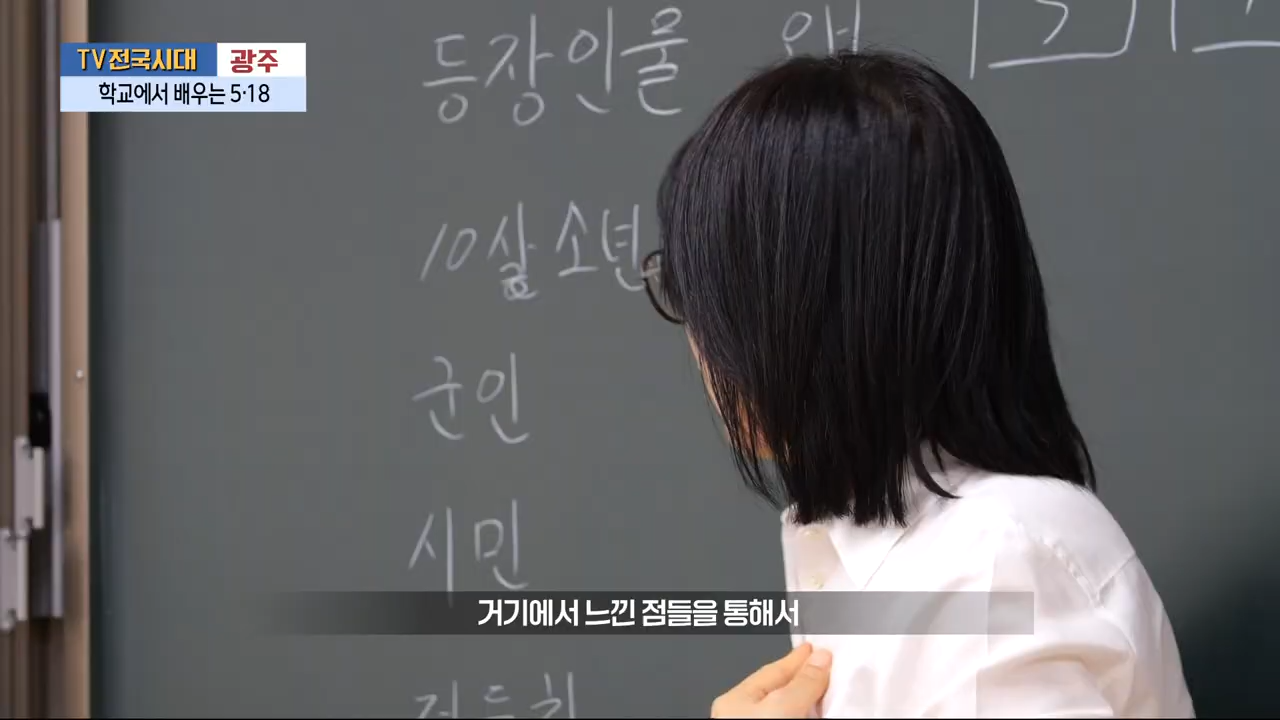 TV전국시대 광주
학교에서 배우는 5·18
등장인물
10살 소년
군인
시민
거기에서 느낀 점들을 통해서